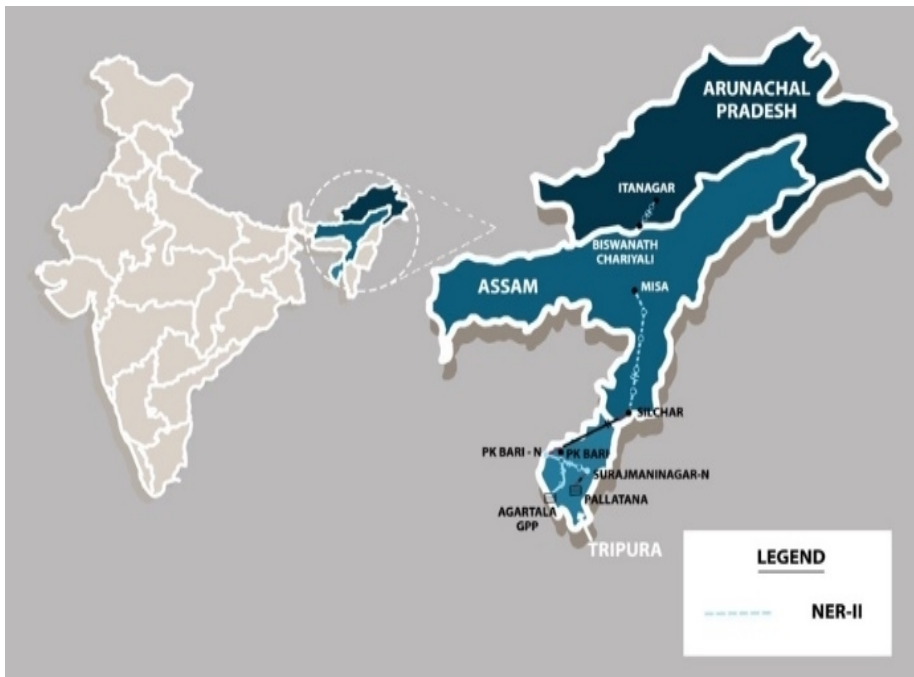 ARUNACHAL
PRADESH
ITANAGAR
BISWANATH
CHARIYALI
ASSAM
MISA
SILCHAR
PK BARI - N
PK BARI
SURAJMANINAGAR-N
PALLATANA
AGARTALA
GPP
TRIPURA
LEGEND
NER-II